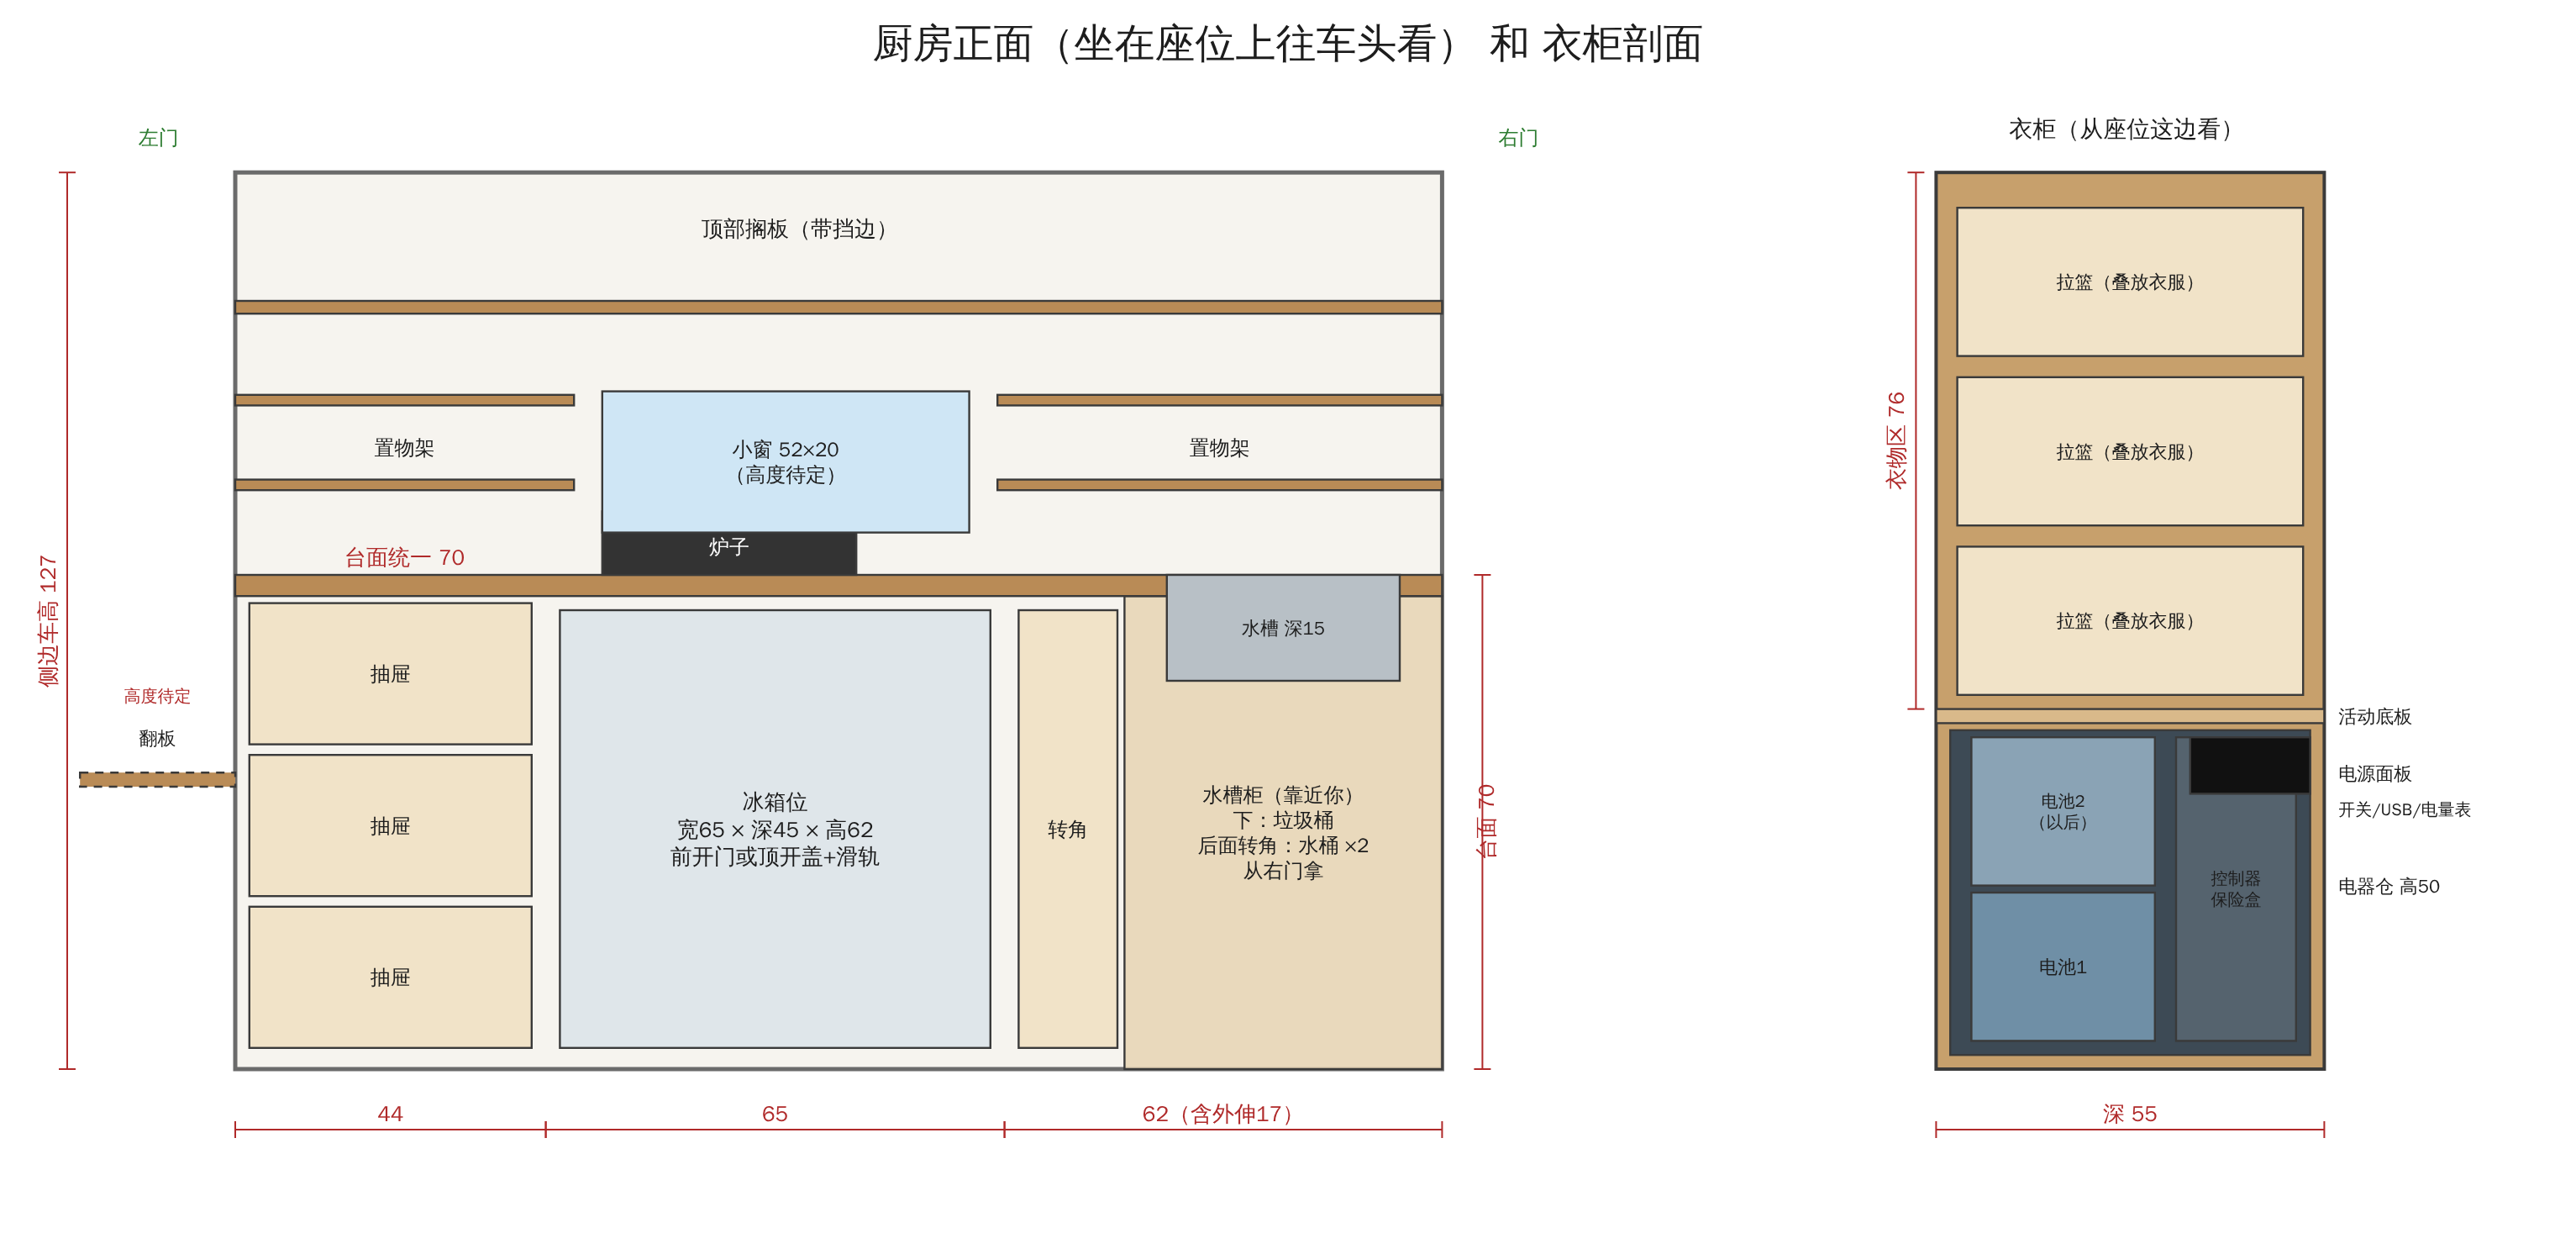 厨房正面（坐在座位上往车头看） 和 衣柜剖面
左门
右门
顶部搁板（带挡边）
置物架
小窗 52×20
（高度待定）
置物架
台面统一 70
炉子
水槽 深15
侧边车高 127
高度待定
翻板
抽屉
抽屉
抽屉
冰箱位
宽65 × 深45 × 高62
前开门或顶开盖+滑轨
转角
水槽柜（靠近你）
下：垃圾桶
后面转角：水桶 ×2
从右门拿
台面 70
44
65
62（含外伸17）
衣柜（从座位这边看）
衣物区 76
拉篮（叠放衣服）
拉篮（叠放衣服）
拉篮（叠放衣服）
活动底板
电源面板
开关/USB/电量表
电器仓 高50
电池2
（以后）
控制器
保险盒
电池1
深 55